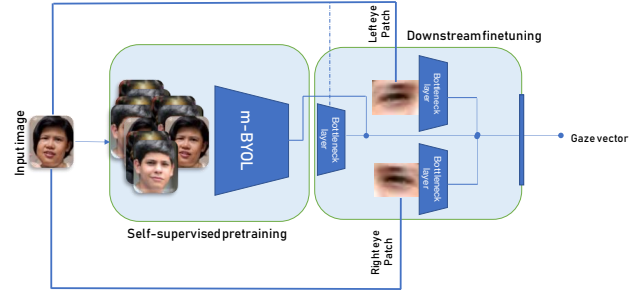 Downstream finetuning
Left eye
Patch
Input image
m-BYOL
Bottleneck
layer
Bottleneck
layer
Bottleneck
layer
Gaze vector
Right eye
Patch
Self-supervised pretraining